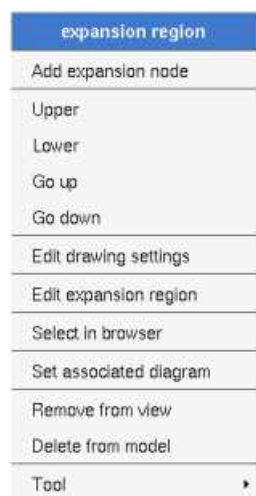 expansion region
Add expansion node
Upper
Lower
Go up
Go down
Edit drawing settings
Edit expansion region
Select in browser
Set associated diagram
Remove from view
Delete from model
Tool